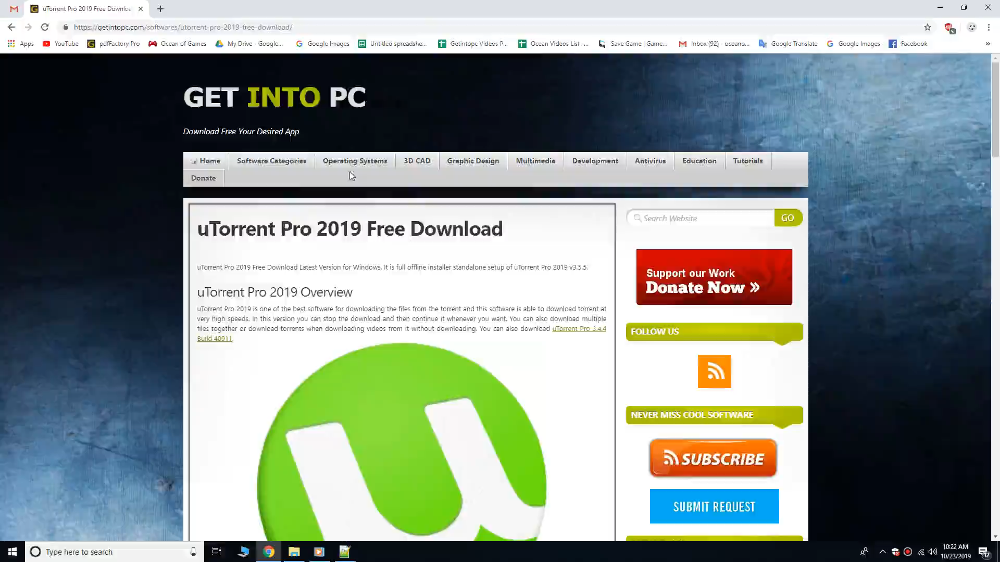 uTorrent Pro 2019 Free Downloa
https://getintopc.com/softwares/utorrent-pro-2019-free-download/
Apps YouTube pdfFactory Pro Ocean of Games My Drive - Google... Google Images Untitled spreadshe... Getintopc Videos P... Ocean Videos List -... Save Game | Game... Inbox (92) - oceano... Google Translate Google Images Facebook »
GET INTO PC
Download Free Your Desired App
Home Software Categories Operating Systems 3D CAD Graphic Design Multimedia Development Antivirus Education Tutorials
Donate
uTorrent Pro 2019 Free Download
uTorrent Pro 2019 Free Download Latest Version for Windows. It is full offline installer standalone setup of uTorrent Pro 2019 v3.5.5.
uTorrent Pro 2019 Overview
uTorrent Pro 2019 is one of the best software for downloading the files from the torrent and this software is able to download torrent at
very high speeds. In this version you can stop the download and then continue it whenever you want. You can also download multiple
files together or download torrents when downloading videos from it without downloading. You can also download uTorrent Pro 3.4.4
Build 40911.
Search Website GO
Support our Work
Donate Now »
FOLLOW US
NEVER MISS COOL SOFTWARE
SUBSCRIBE
SUBMIT REQUEST
Type here to search
10:22 AM
10/23/2019
12